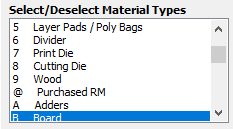 Select/Deselect Material Types
5 Layer Pads / Poly Bags
6 Divider
7 Print Die
8 Cutting Die
9 Wood
@ Purchased RM
A Adders
B Board